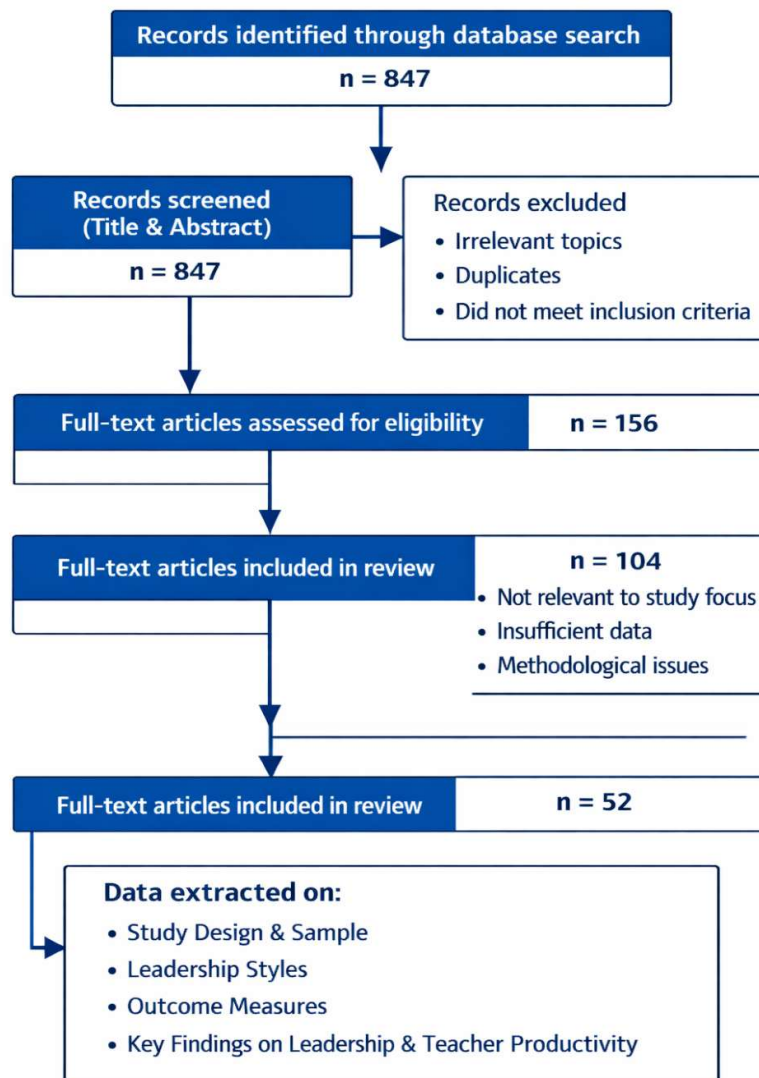 Records identified through database search
n = 847
Records screened
(Title & Abstract)
n = 847
Records excluded
• Irrelevant topics
• Duplicates
• Did not meet inclusion criteria
Full-text articles assessed for eligibility
n = 156
Full-text articles included in review
n = 104
• Not relevant to study focus
• Insufficient data
• Methodological issues
Full-text articles included in review
n = 52
Data extracted on:
• Study Design & Sample
• Leadership Styles
• Outcome Measures
• Key Findings on Leadership & Teacher Productivity